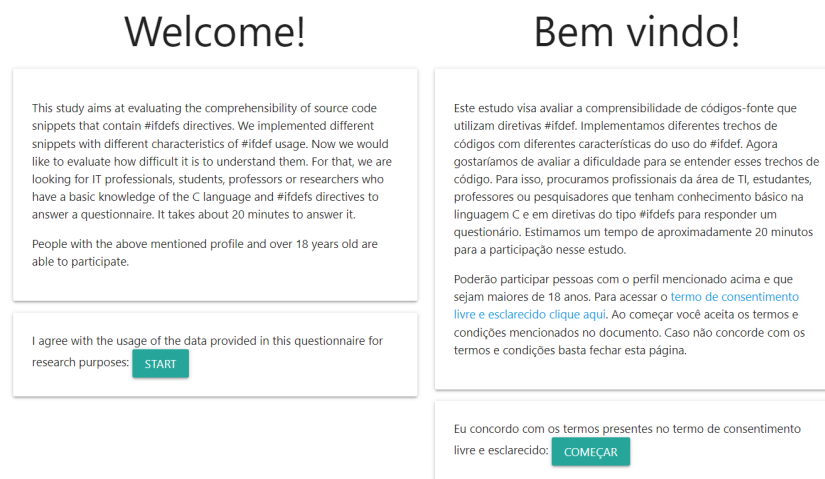 Welcome!
This study aims at evaluating the comprehensibility of source code
snippets that contain #ifdefs directives. We implemented different
snippets with different characteristics of #ifdef usage. Now we would
like to evaluate how difficult it is to understand them. For that, we are
looking for IT professionals, students, professors or researchers who
have a basic knowledge of the C language and #ifdefs directives to
answer a questionnaire. It takes about 20 minutes to answer it.
People with the above mentioned profile and over 18 years old are
able to participate.
I agree with the usage of the data provided in this questionnaire for
research purposes: START
Bem vindo!
Este estudo visa avaliar a comprensibilidade de códigos-fonte que
utilizam diretivas #ifdef. Implementamos diferentes trechos de
códigos com diferentes características do uso do #ifdef. Agora
gostaríamos de avaliar a dificuldade para se entender esses trechos de
código. Para isso, procuramos profissionais da área de TI, estudantes,
professores ou pesquisadores que tenham conhecimento básico na
linguagem C e em diretivas do tipo #ifdefs para responder um
questionário. Estimamos um tempo de aproximadamente 20 minutos
para a participação nesse estudo.
Poderão participar pessoas com o perfil mencionado acima e que
sejam maiores de 18 anos. Para acessar o termo de consentimento
livre e esclarecido clique aqui. Ao começar você aceita os termos e
condições mencionados no documento. Caso não concorde com os
termos e condições basta fechar esta página.
Eu concordo com os termos presentes no termo de consentimento
livre e esclarecido: COMEÇAR